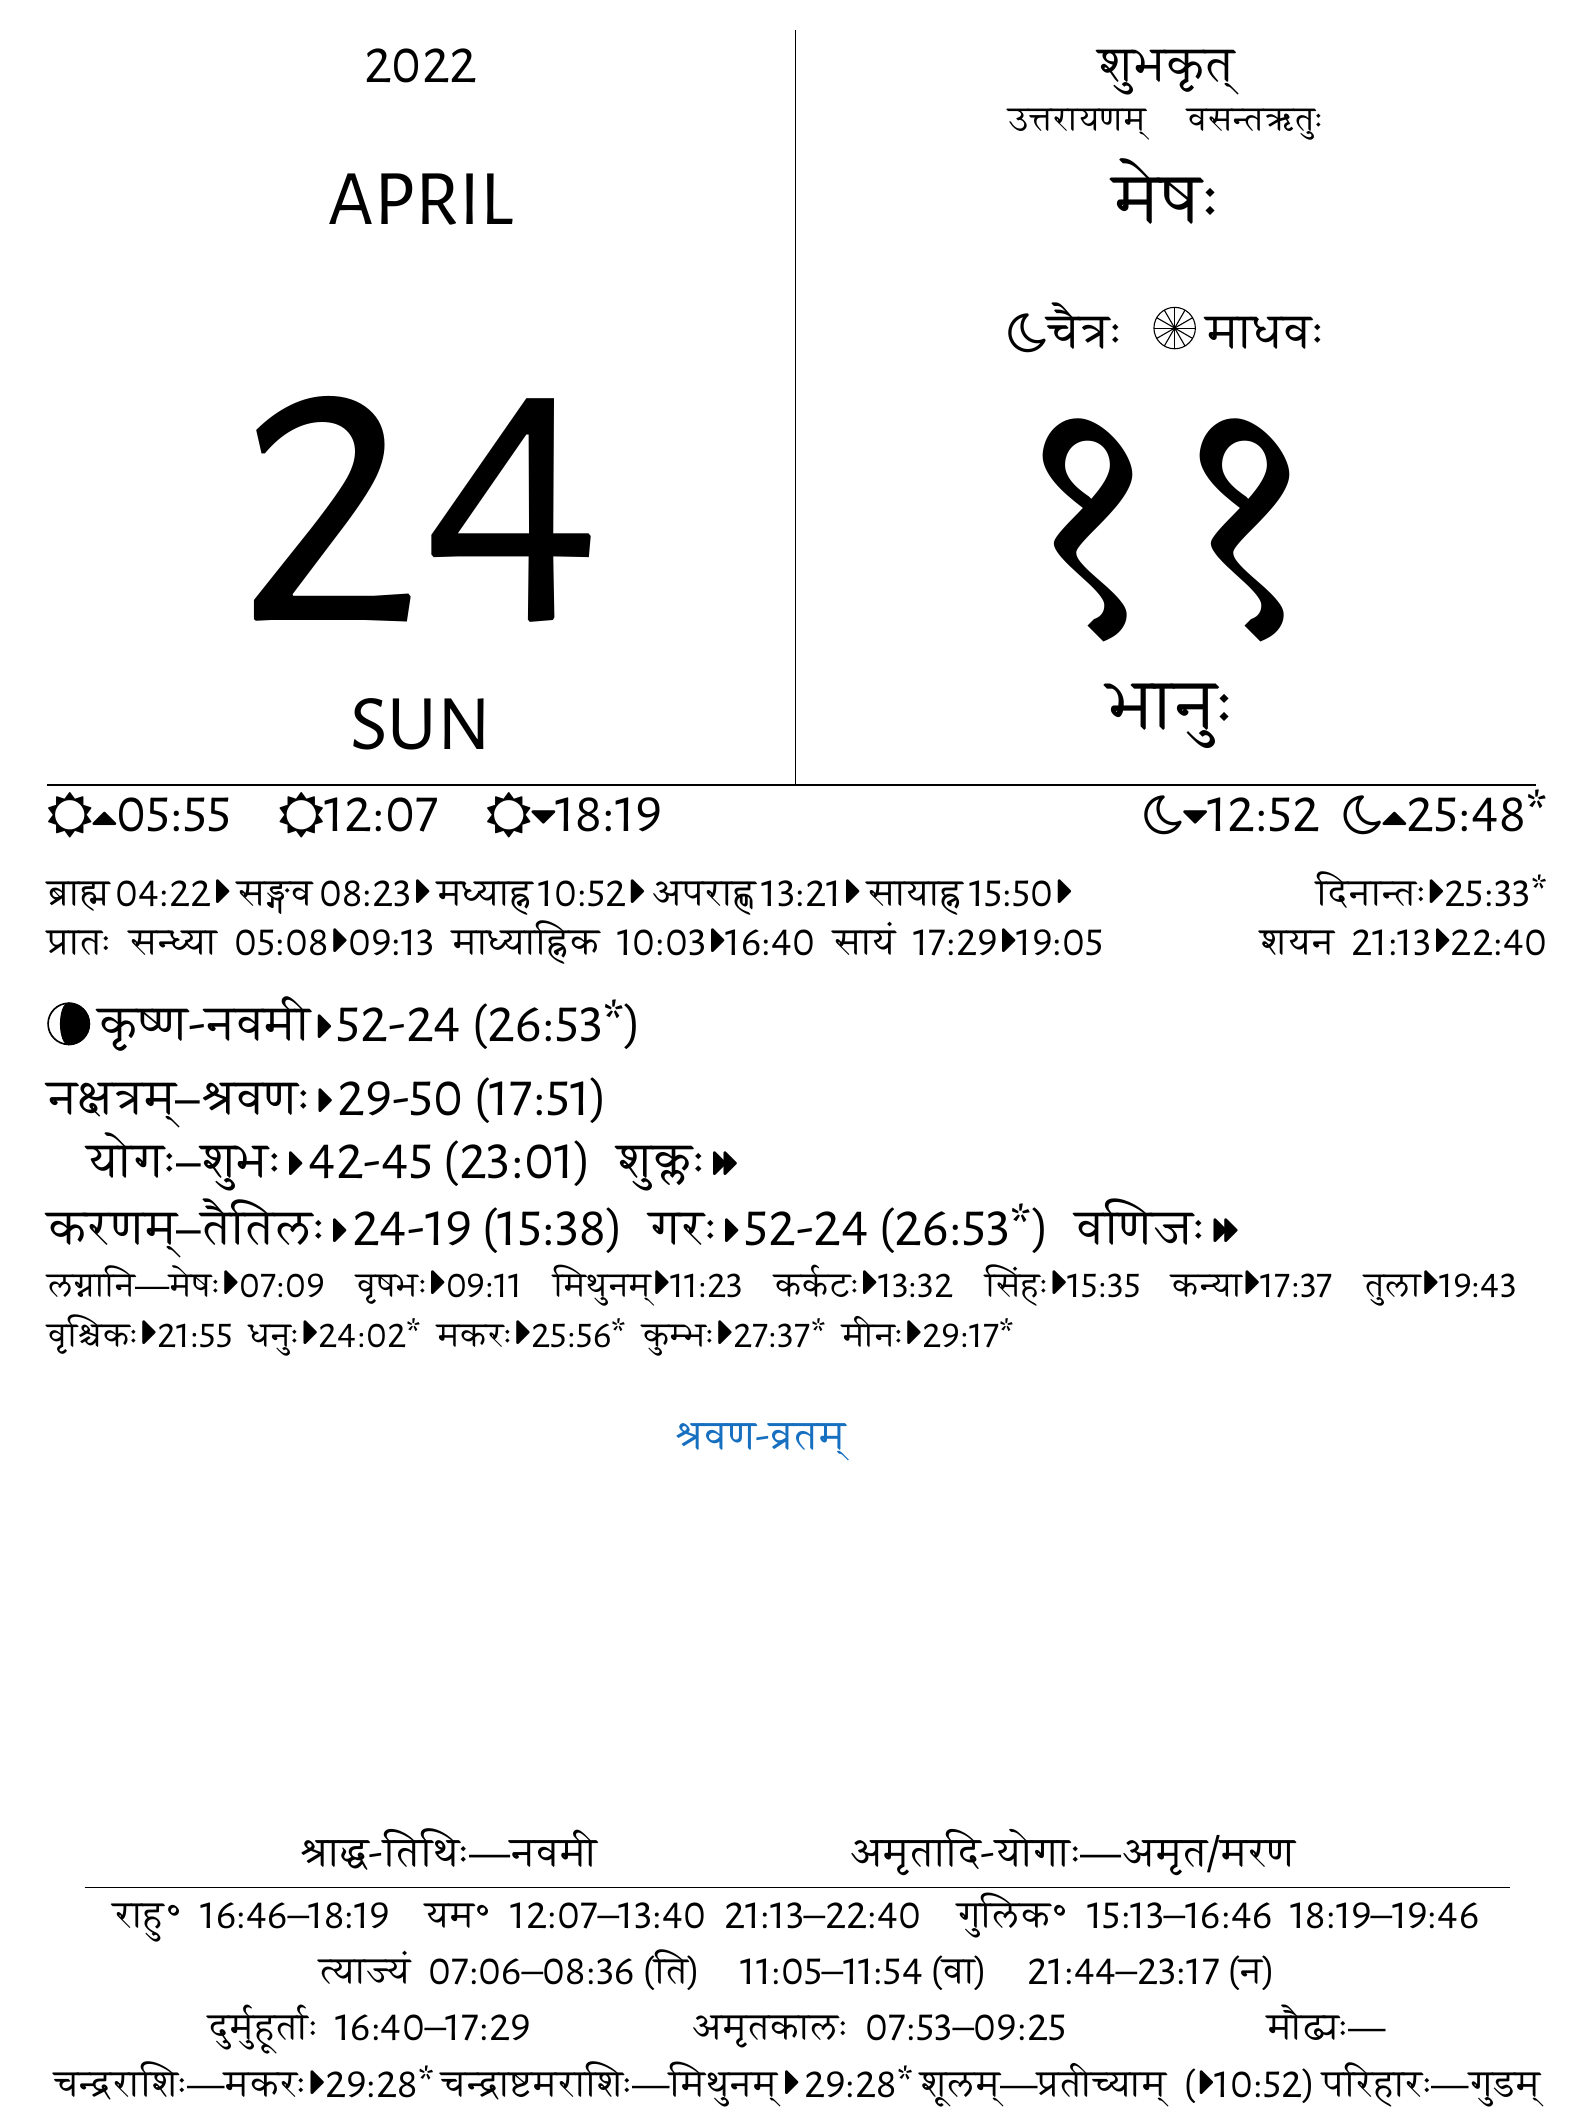 2022
APRIL
24
SUN
शुभकृत्
उत्तरायणम् वसन्तऋतुः
मेषः
चैत्रः माधवः
११
भानुः
05:55 12:07 18:19 12:52 25:48*
ब्राह्म 04:22 सङ्गव 08:23 मध्याह्न 10:52 अपराह्ण 13:21 सायाह्न 15:50 दिनान्तः 25:33*
प्रातः सन्ध्या 05:08 09:13 माध्याह्निक 10:03 16:40 सायं 17:29 19:05 शयन 21:13 22:40
कृष्ण-नवमी 52-24 (26:53*)
नक्षत्रम्–श्रवणः 29-50 (17:51)
योगः–शुभः 42-45 (23:01) शुक्लः
करणम्–तैतिलः 24-19 (15:38) गरः 52-24 (26:53*) वणिजः
लग्नानि—मेषः 07:09 वृषभः 09:11 मिथुनम् 11:23 कर्कटः 13:32 सिंहः 15:35 कन्या 17:37 तुला 19:43
वृश्चिकः 21:55 धनुः 24:02* मकरः 25:56* कुम्भः 27:37* मीनः 29:17*
श्रवण-व्रतम्
श्राद्ध-तिथिः—नवमी अमृतादि-योगाः—अमृत/मरण
राहु॰ 16:46–18:19 यम॰ 12:07–13:40 21:13–22:40 गुलिक॰ 15:13–16:46 18:19–19:46
त्याज्यं 07:06–08:36 (ति) 11:05–11:54 (वा) 21:44–23:17 (न)
दुर्मुहूर्ताः 16:40–17:29 अमृतकालः 07:53–09:25 मौढ्यः—
चन्द्रराशिः—मकरः 29:28* चन्द्राष्टमराशिः—मिथुनम् 29:28* शूलम्—प्रतीच्याम् (10:52) परिहारः—गुडम्